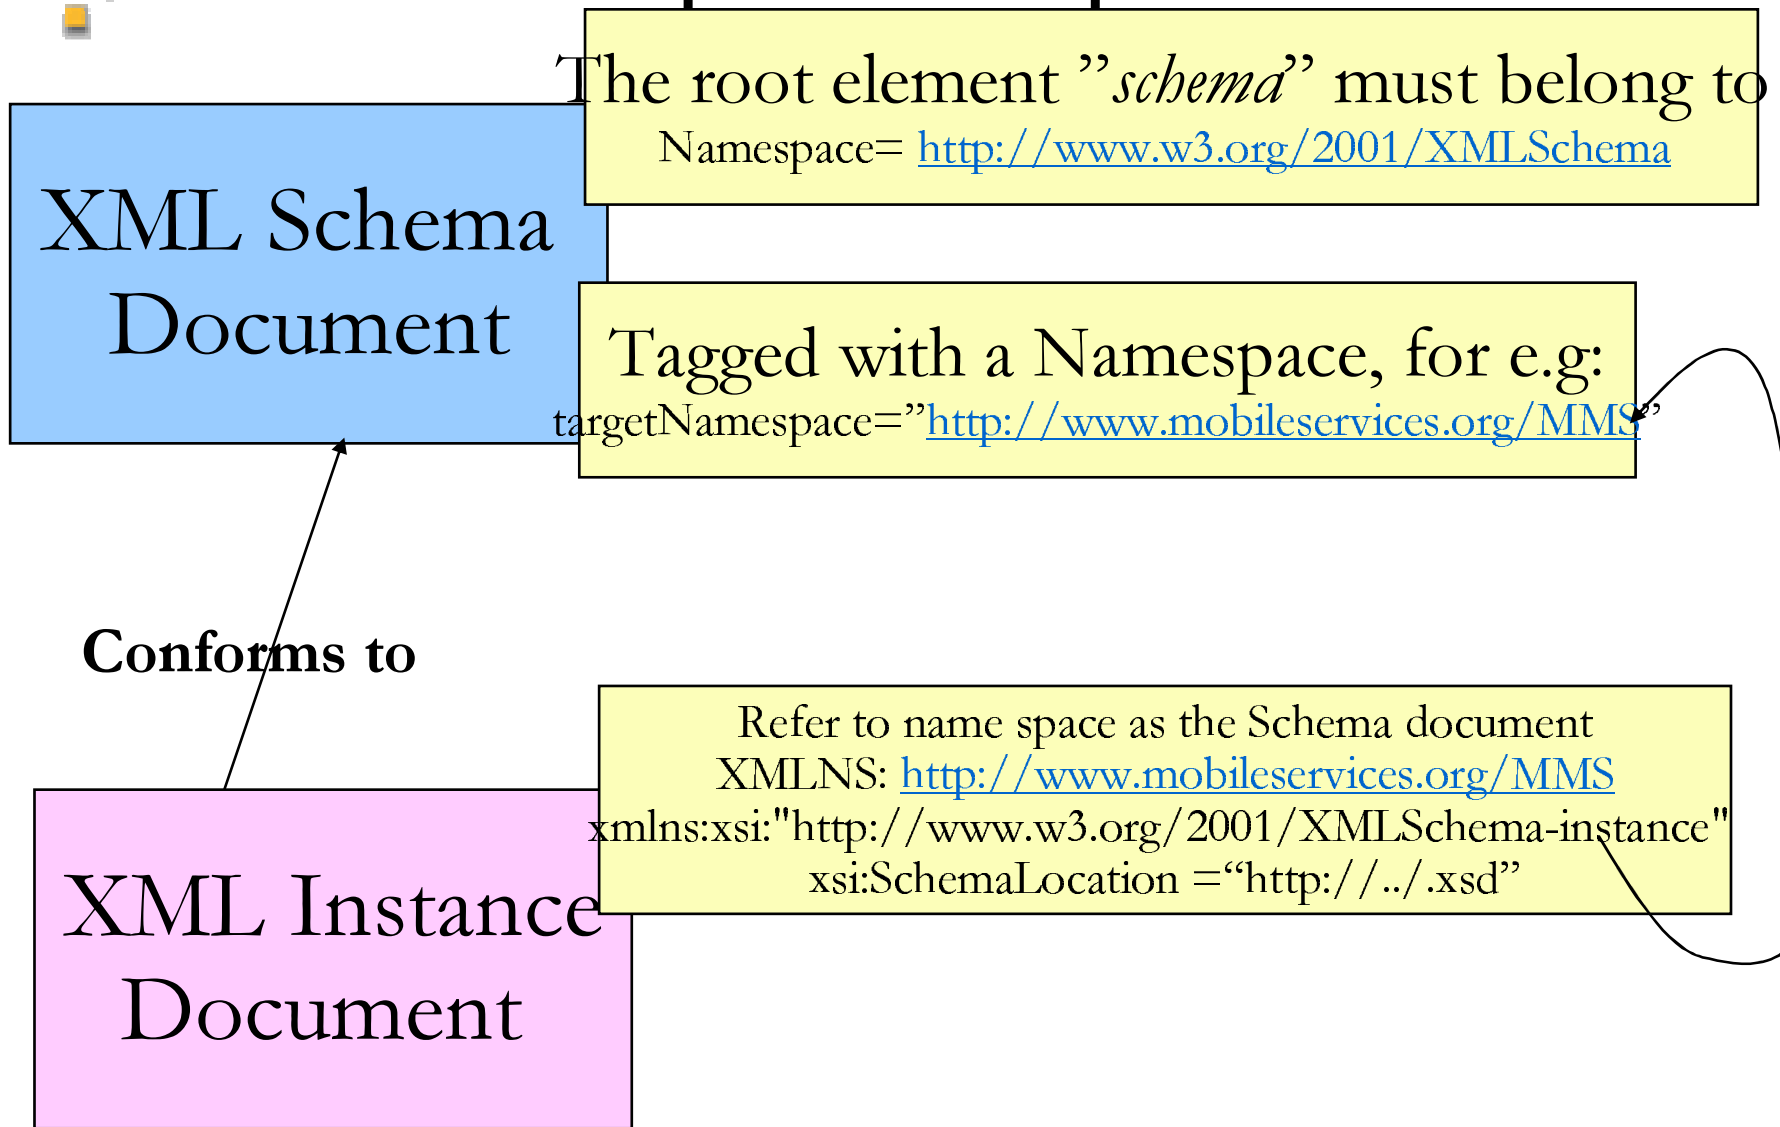 The root element ”schema” must belong to
Namespace= http://www.w3.org/2001/XMLSchema
XML Schema
Document
Tagged with a Namespace, for e.g:
targetNamespace=”http://www.mobileservices.org/MMS”
Conforms to
Refer to name space as the Schema document
XMLNS: http://www.mobileservices.org/MMS
xmlns:xsi:"http://www.w3.org/2001/XMLSchema-instance"
xsi:SchemaLocation =“http://../.xsd”
XML Instance
Document